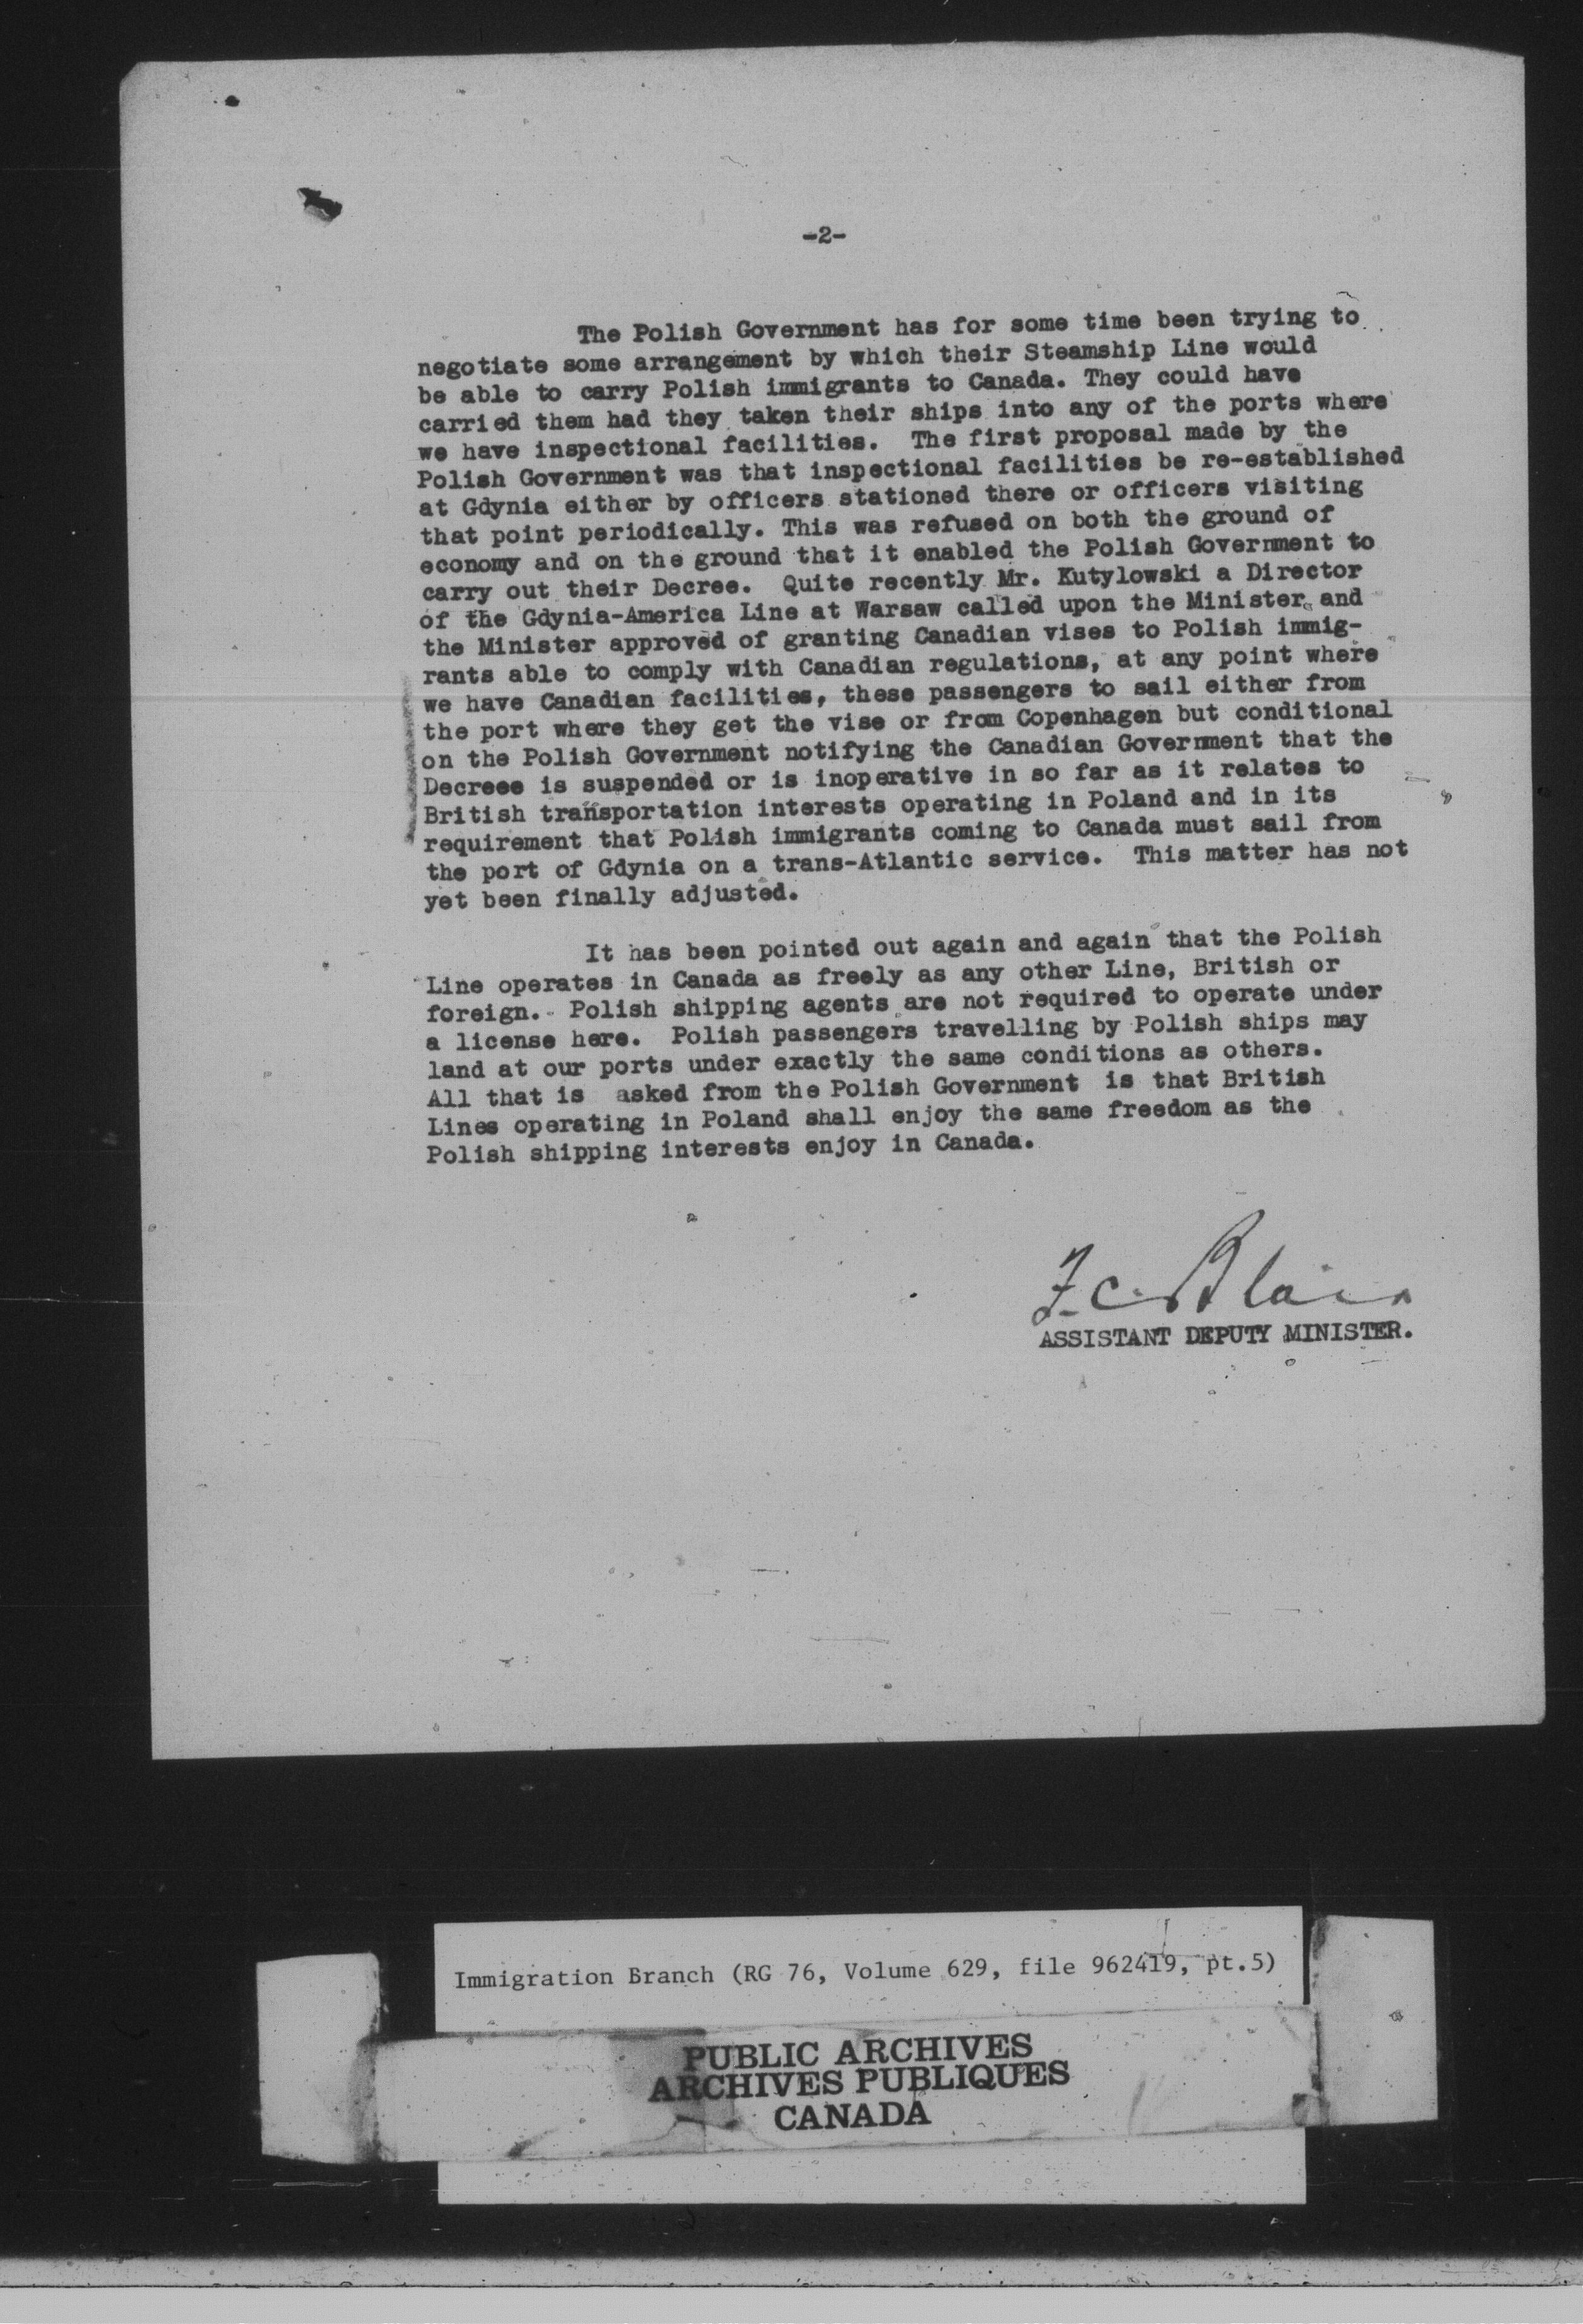 -2-
The Polish Government has for some time been trying to
negotiate some arrangement by which their Steamship Line would
be able to carry Polish immigrants to Canada. They could have
carried them had they taken their ships into any of the ports where
we have inspectional facilities. The first proposal made by the
Polish Government was that inspectional facilities be re-established
at Gdynia either by officers stationed there or officers visiting
that point periodically. This was refused on both the ground of
economy and on the ground that it enabled the Polish Government to
carry out their Decree. Quite recently Mr. Kutylowski a Director
of the Gdynia-America Line at Warsaw called upon the Minister and
the Minister approved of granting Canadian vises to Polish immig-
rants able to comply with Canadian regulations, at any point where
we have Canadian facilities, these passengers to sail either from
the port where they get the vise or from Copenhagen but conditional
on the Polish Government notifying the Canadian Government that the
Decreee is suspended or is inoperative in so far as it relates to
British transportation interests operating in Poland and in its
requirement that Polish immigrants coming to Canada must sail from
the port of Gdynia on a trans-Atlantic service. This matter has not
yet been finally adjusted.
It has been pointed out again and again that the Polish
Line operates in Canada as freely as any other Line, British or
foreign. Polish shipping agents are not required to operate under
a license here. Polish passengers travelling by Polish ships may
land at our ports under exactly the same conditions as others.
All that is asked from the Polish Government is that British
Lines operating in Poland shall enjoy the same freedom as the
Polish shipping interests enjoy in Canada.
F.C. Blair
ASSISTANT DEPUTY MINISTER.
Immigration Branch (RG 76, Volume 629, file 962419, pt.5)
PUBLIC ARCHIVES
ARCHIVES PUBLIQUES
CANADA